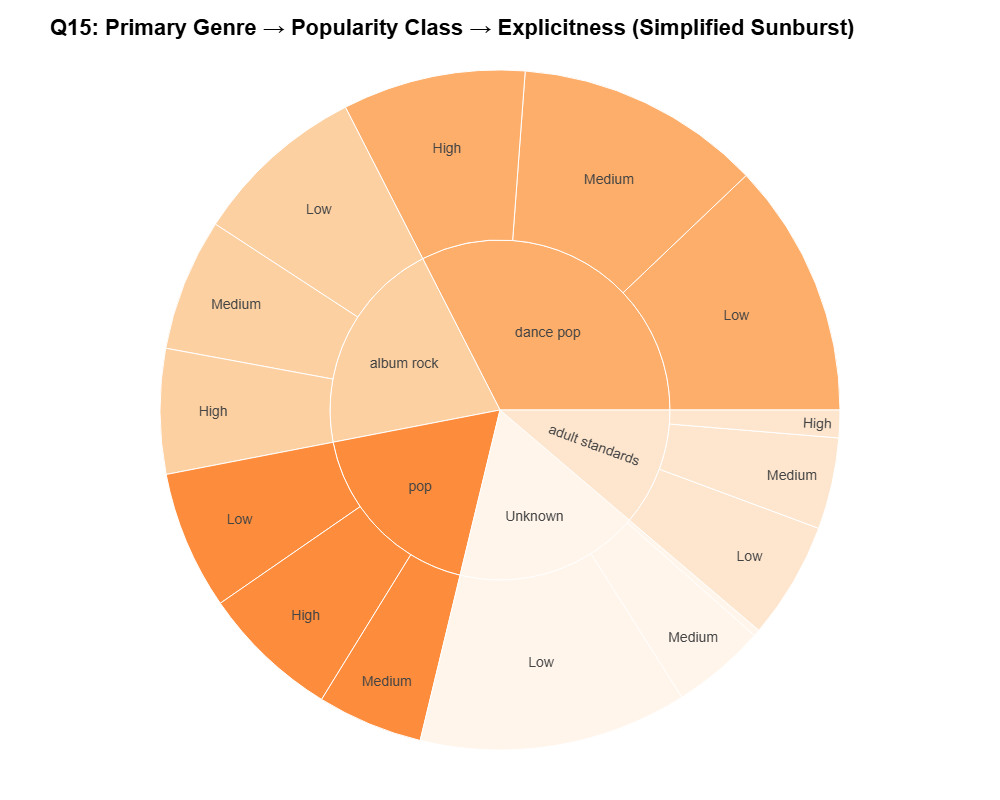 Q15: Primary Genre → Popularity Class → Explicitness (Simplified Sunburst)
High
Medium
Low
Low
Medium
High
dance pop
album rock
adult standards
pop
Unknown
High
Medium
Low
Low
High
Medium
Low
Medium